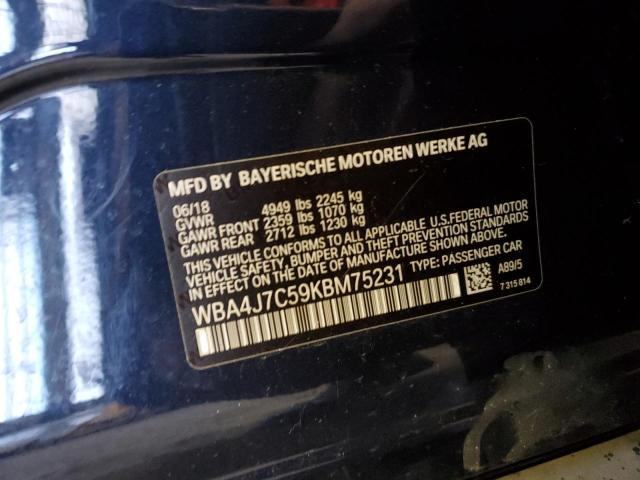 MFD BY BAYERISCHE MOTOREN WERKE AG
06/18
GVWR 4949 lbs 2245 kg
GAWR FRONT 2359 lbs 1070 kg
GAWR REAR 2712 lbs 1230 kg
THIS VEHICLE CONFORMS TO ALL APPLICABLE U.S.FEDERAL MOTOR
VEHICLE SAFETY, BUMPER AND THEFT PREVENTION STANDARDS
IN EFFECT ON THE DATE OF MANUFACTURE SHOWN ABOVE.
WBA4J7C59KBM75231 TYPE: PASSENGER CAR
A89/5
7 315 814